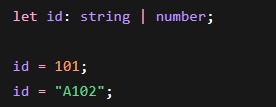 let id: string | number;
id = 101;
id = "A102";